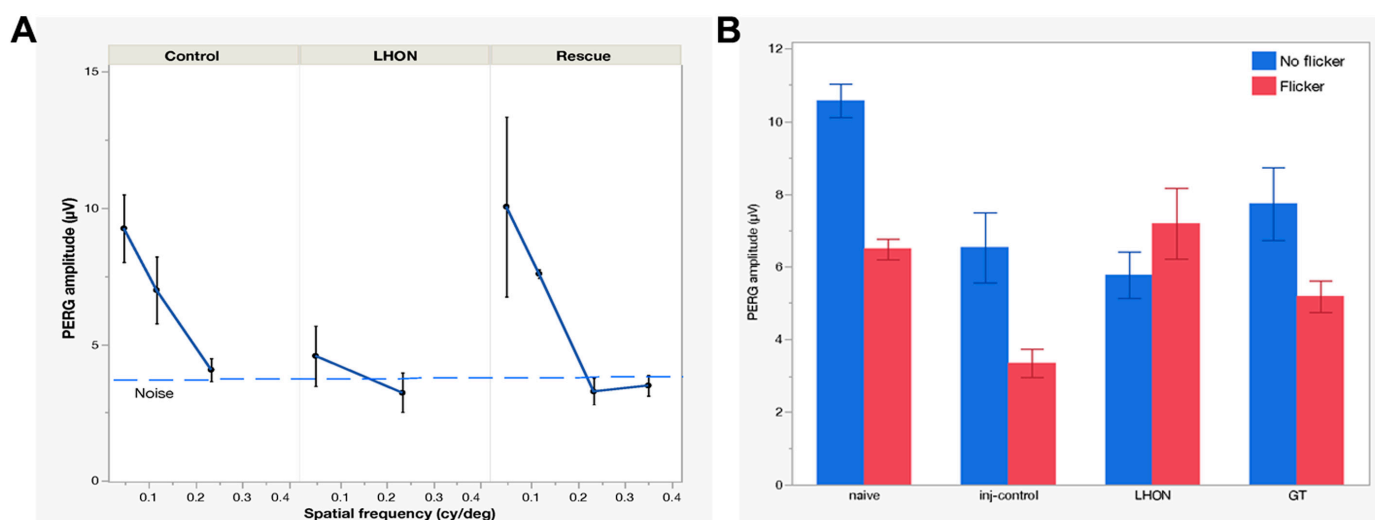 A
Control LHON Rescue
15
10
5
0
PERG amplitude (µV)
Noise
0.1 0.2 0.3 0.4 0.1 0.2 0.3 0.4 0.1 0.2 0.3 0.4
Spatial frequency (cy/deg)
B
12
10
8
6
4
2
0
PERG amplitude (µV)
No flicker
Flicker
naive inj-control LHON GT